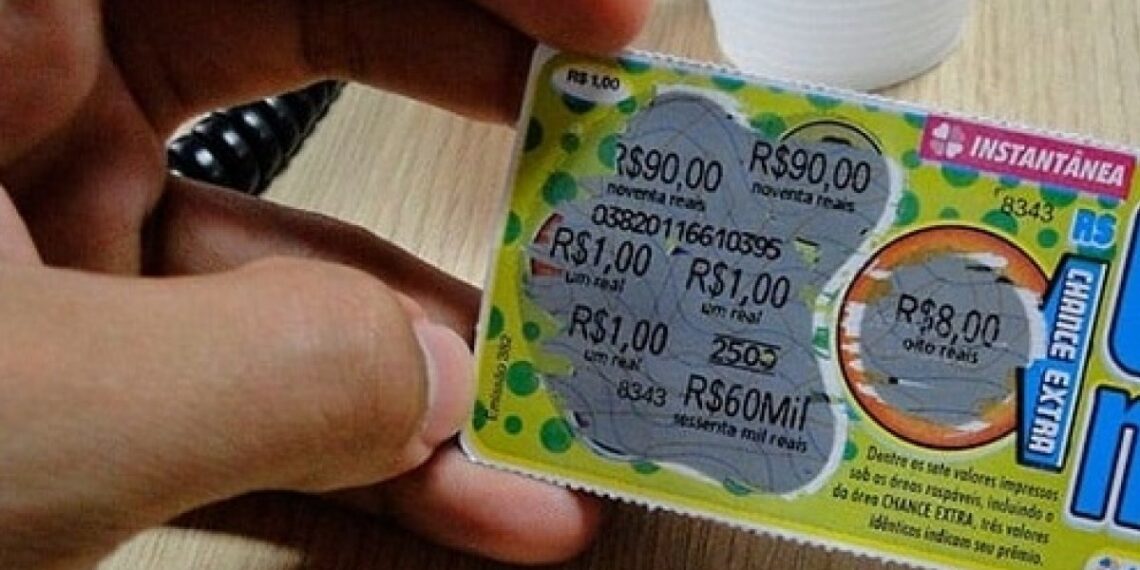 R$ 1,00
INSTANTÂNEA
8343
R$
R$90,00
noventa reais
R$90,00
noventa reais
03820116610395
R$1,00
um real
R$1,00
um real
R$1,00
um real
2505
8343
R$60Mil
sessenta mil reais
R$8,00
oito reais
CHANCE EXTRA
Dentre os sete valores impressos
sob as áreas raspáveis, incluindo o
da área CHANCE EXTRA, três valores
idênticos indicam seu prêmio.